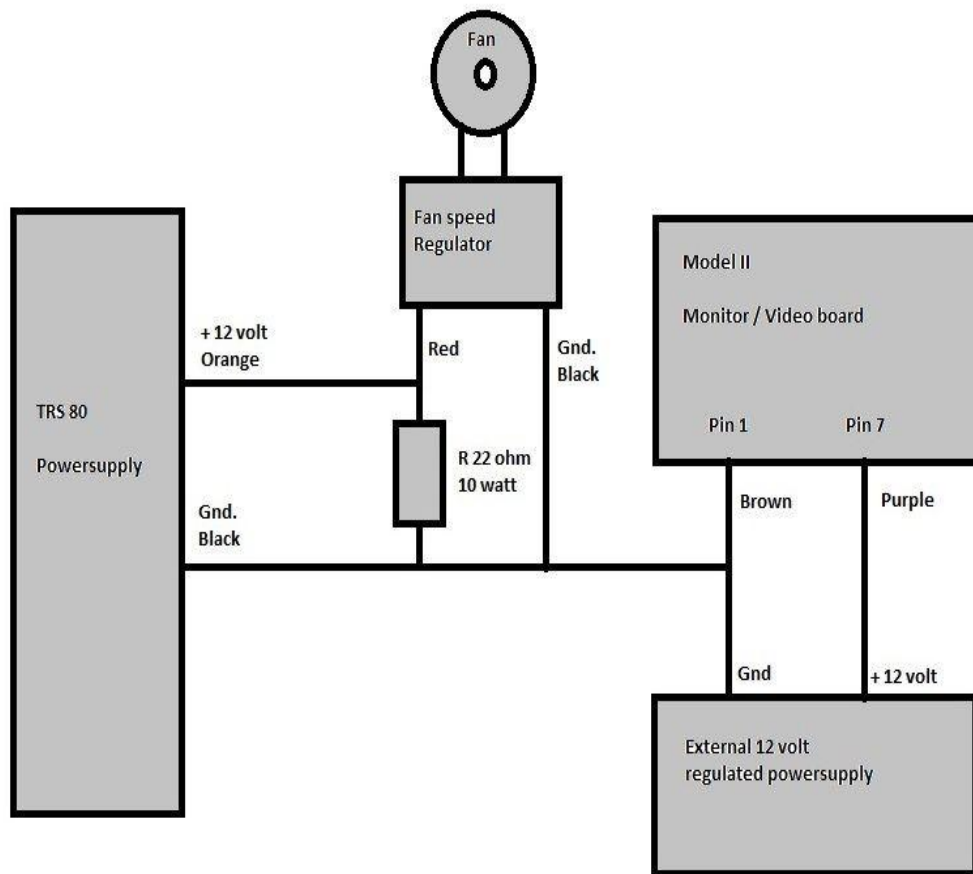 Fan
Fan speed
Regulator
+ 12 volt
Orange
Red
Gnd.
Black
TRS 80
Powersupply
R 22 ohm
10 watt
Gnd.
Black
Model II
Monitor / Video board
Pin 1
Pin 7
Brown
Purple
Gnd
+ 12 volt
External 12 volt
regulated powersupply